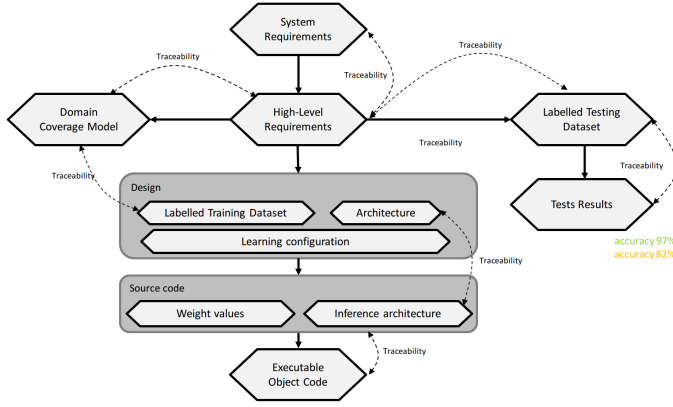 System
Requirements
Traceability
Traceability
Traceability
Domain
Coverage Model
High-Level
Requirements
Labelled Testing
Dataset
Traceability
Traceability
Traceability
Design
Labelled Training Dataset
Architecture
Tests Results
Learning configuration
accuracy 97%
accuracy 82%
Traceability
Source code
Weight values
Inference architecture
Traceability
Executable
Object Code